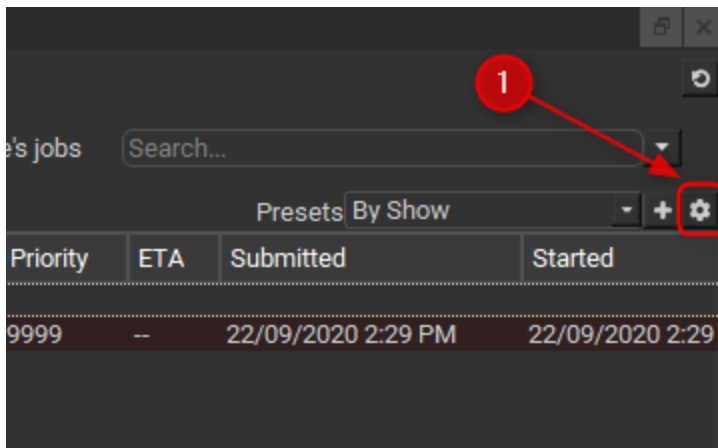 1
e's jobs Search...
Presets By Show
Priority ETA Submitted Started
9999 -- 22/09/2020 2:29 PM 22/09/2020 2:29